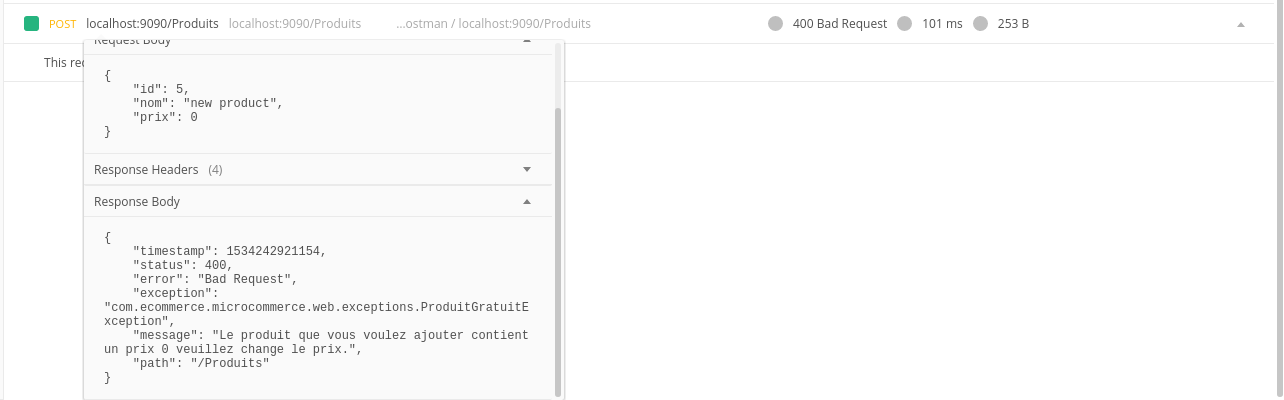 POST localhost:9090/Produits localhost:9090/Produits ...ostman / localhost:9090/Produits 400 Bad Request 101 ms 253 B
Request Body
This req
{
    "id": 5,
    "nom": "new product",
    "prix": 0
}
Response Headers (4)
Response Body
{
    "timestamp": 1534242921154,
    "status": 400,
    "error": "Bad Request",
    "exception":
"com.ecommerce.microcommerce.web.exceptions.ProduitGratuitE
xception",
    "message": "Le produit que vous voulez ajouter contient
un prix 0 veuillez change le prix.",
    "path": "/Produits"
}